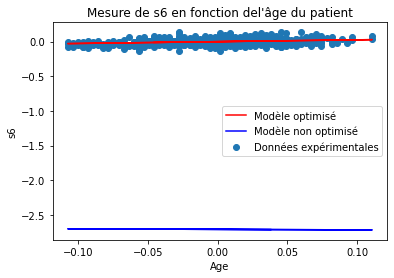 Mesure de s6 en fonction del'âge du patient
0.0
−0.5
−1.0
−1.5
−2.0
−2.5
s6
Modèle optimisé
Modèle non optimisé
Données expérimentales
−0.10
−0.05
0.00
0.05
0.10
Age